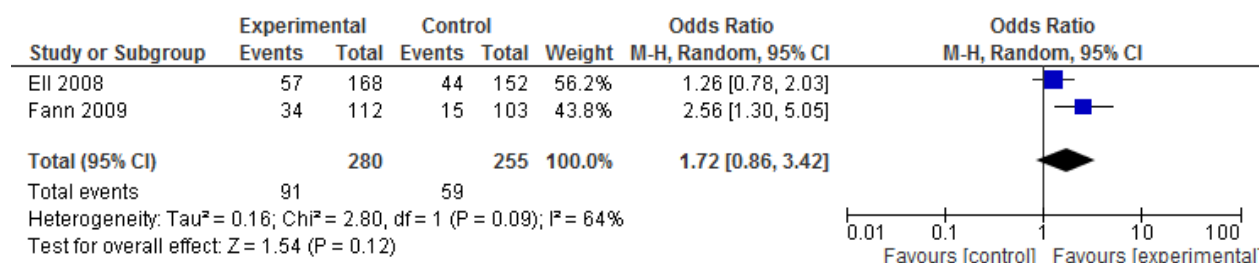 Experimental Control Odds Ratio Odds Ratio
Study or Subgroup Events Total Events Total Weight M-H, Random, 95% CI M-H, Random, 95% CI
Ell 2008 57 168 44 152 56.2% 1.26 [0.78, 2.03]
Fann 2009 34 112 15 103 43.8% 2.56 [1.30, 5.05]
Total (95% CI) 280 255 100.0% 1.72 [0.86, 3.42]
Total events 91 59
Heterogeneity: Tau² = 0.16; Chi² = 2.80, df = 1 (P = 0.09); I² = 64%
Test for overall effect: Z = 1.54 (P = 0.12)
0.01 0.1 1 10 100
Favours [control] Favours [experimental]